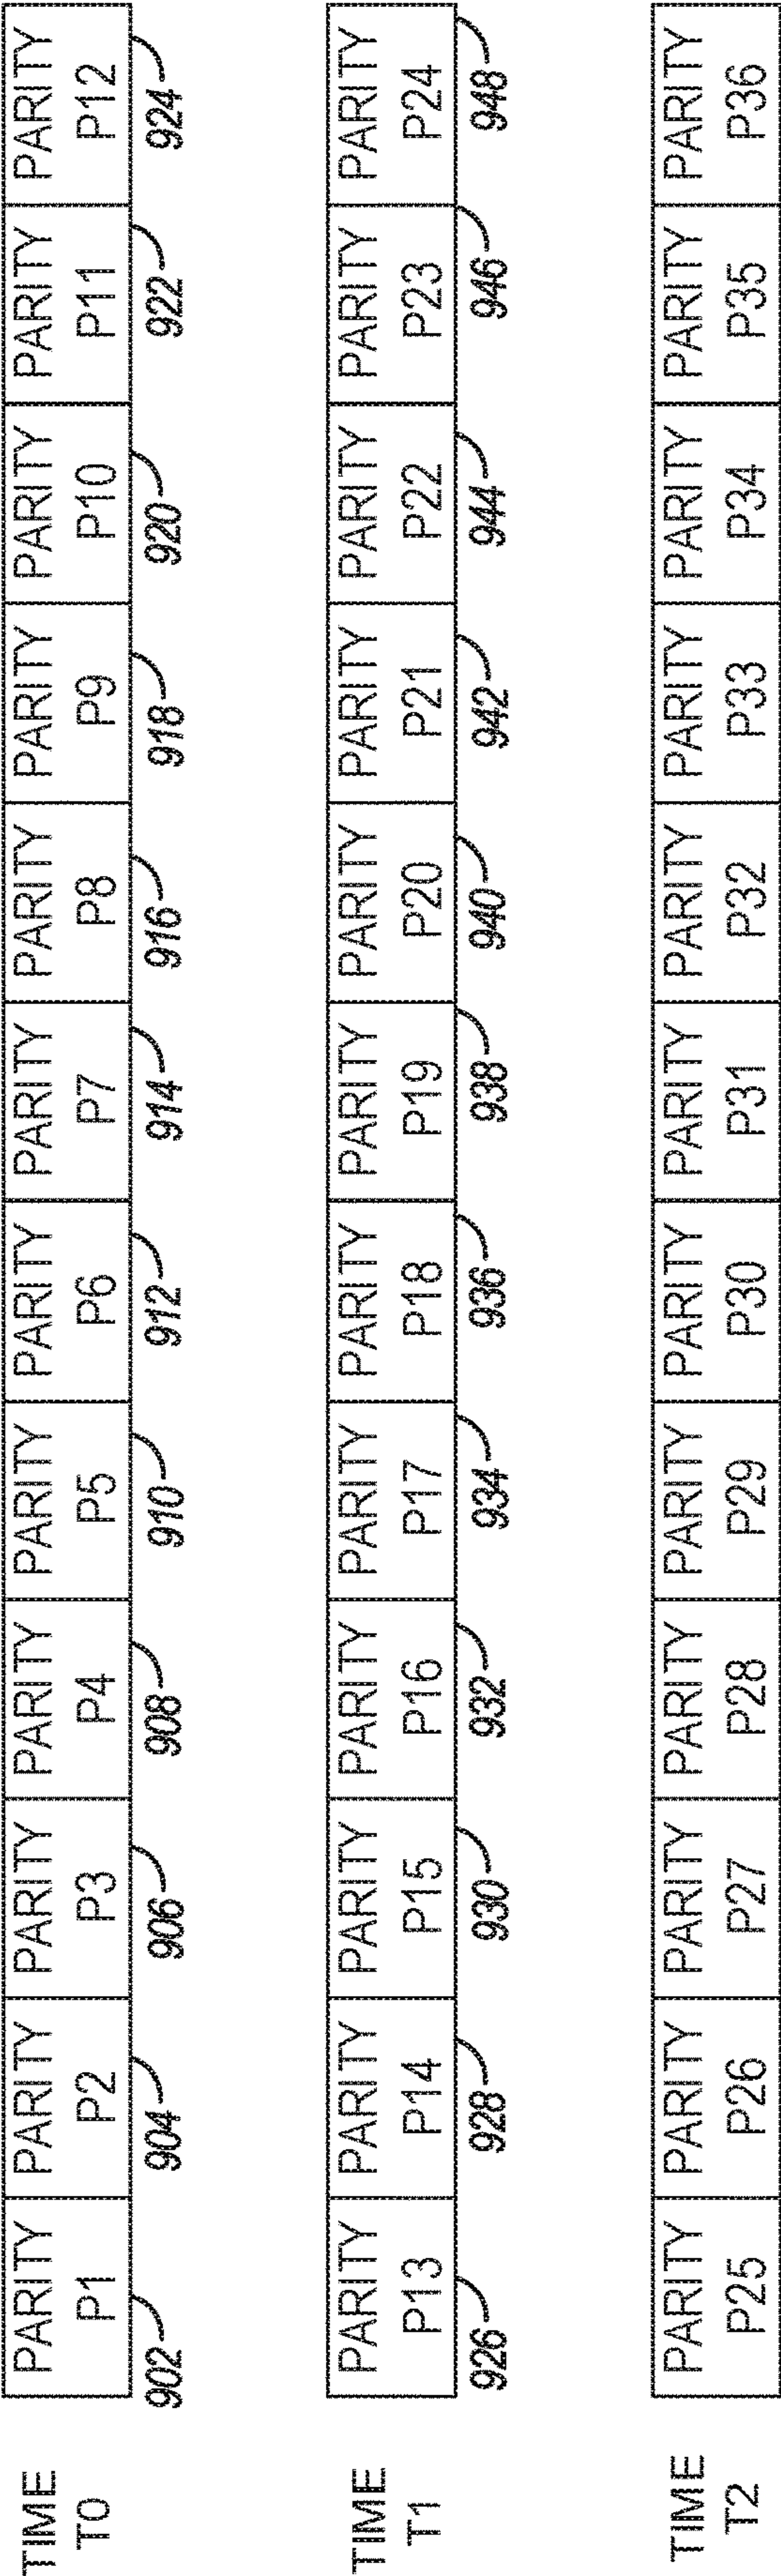 TIME
T0
PARITY PARITY PARITY PARITY PARITY PARITY PARITY PARITY PARITY PARITY PARITY PARITY
P1 P2 P3 P4 P5 P6 P7 P8 P9 P10 P11 P12
902 904 906 908 910 912 914 916 918 920 922 924
TIME
T1
PARITY PARITY PARITY PARITY PARITY PARITY PARITY PARITY PARITY PARITY PARITY PARITY
P13 P14 P15 P16 P17 P18 P19 P20 P21 P22 P23 P24
926 928 930 932 934 936 938 940 942 944 946 948
TIME
T2
PARITY PARITY PARITY PARITY PARITY PARITY PARITY PARITY PARITY PARITY PARITY PARITY
P25 P26 P27 P28 P29 P30 P31 P32 P33 P34 P35 P36